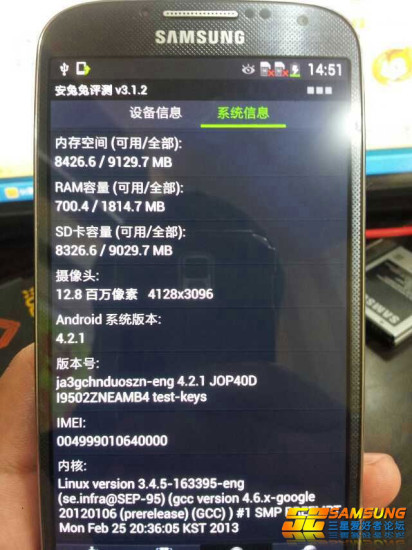 SAMSUNG
14:51
安兔兔评测 v3.1.2
设备信息 系统信息
内存空间 (可用/全部):
8426.6 / 9129.7 MB
RAM容量 (可用/全部):
700.4 / 1814.7 MB
SD卡容量 (可用/全部):
8326.6 / 9029.7 MB
摄像头:
12.8 百万像素 4128x3096
Android 系统版本:
4.2.1
版本号:
ja3gchnduoszn-eng 4.2.1 JOP40D
I9502ZNEAMB4 test-keys
IMEI:
004999010640000
内核:
Linux version 3.4.5-163395-eng
(se.infra@SEP-95) (gcc version 4.6.x-google
20120106 (prerelease) (GCC) ) #1 SMP
Mon Feb 25 20:36:05 KST 2013
SAMSUNG
SAMSUNG
三星爱好者论坛